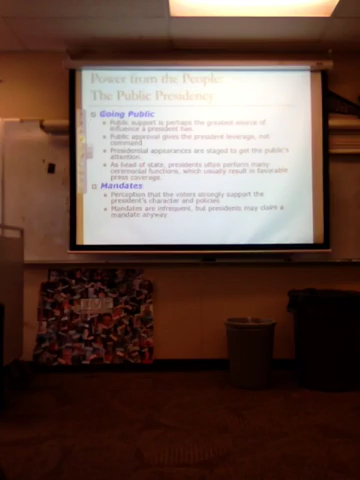 Power from the People:
The Public Presidency
Going Public
Public support is perhaps the greatest source of
influence a president has.
Public approval gives the president leverage, not
command
Presidential appearances are staged to get the public's
attention.
As head of state, presidents often perform many
ceremonial functions, which usually result in favorable
press coverage.
Mandates
Perception that the voters strongly support the
president's character and policies
Mandates are infrequent, but presidents may claim a
mandate anyway